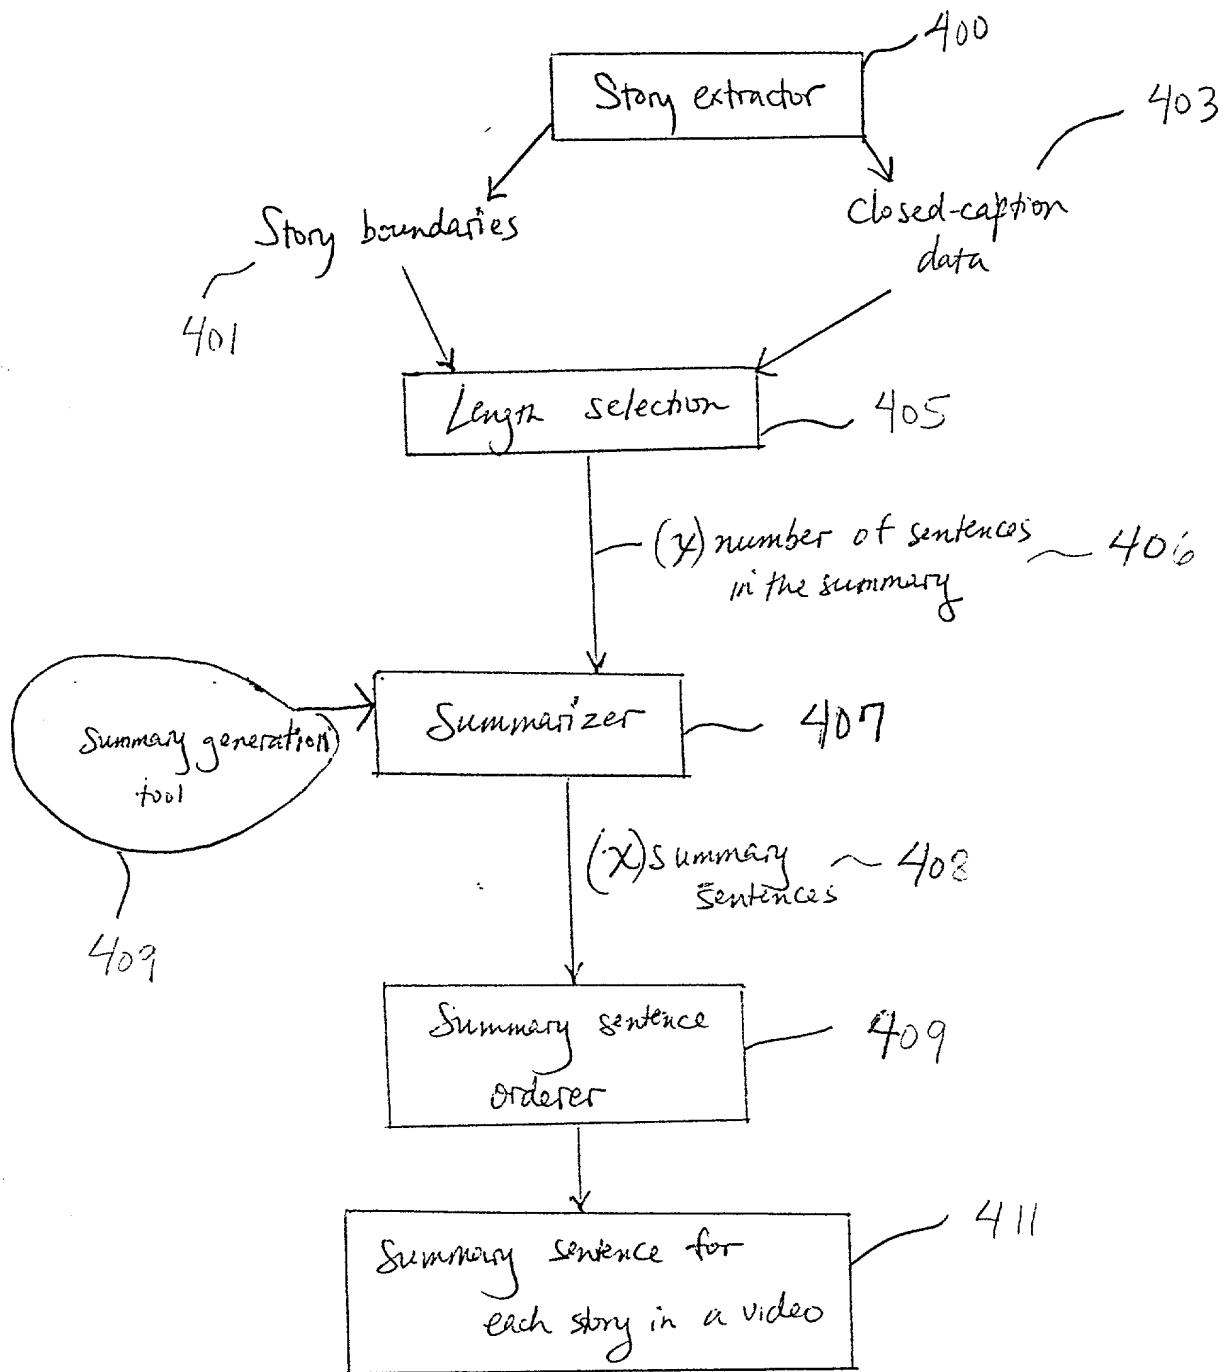 400
Story extractor
403
Closed-caption
data
Story boundaries
401
Length selection
405
(x) number of sentences
in the summary
406
Summarizer
407
Summary generation
tool
409
(x) summary
sentences
408
Summary sentence
orderer
409
Summary sentence for
each story in a video
411